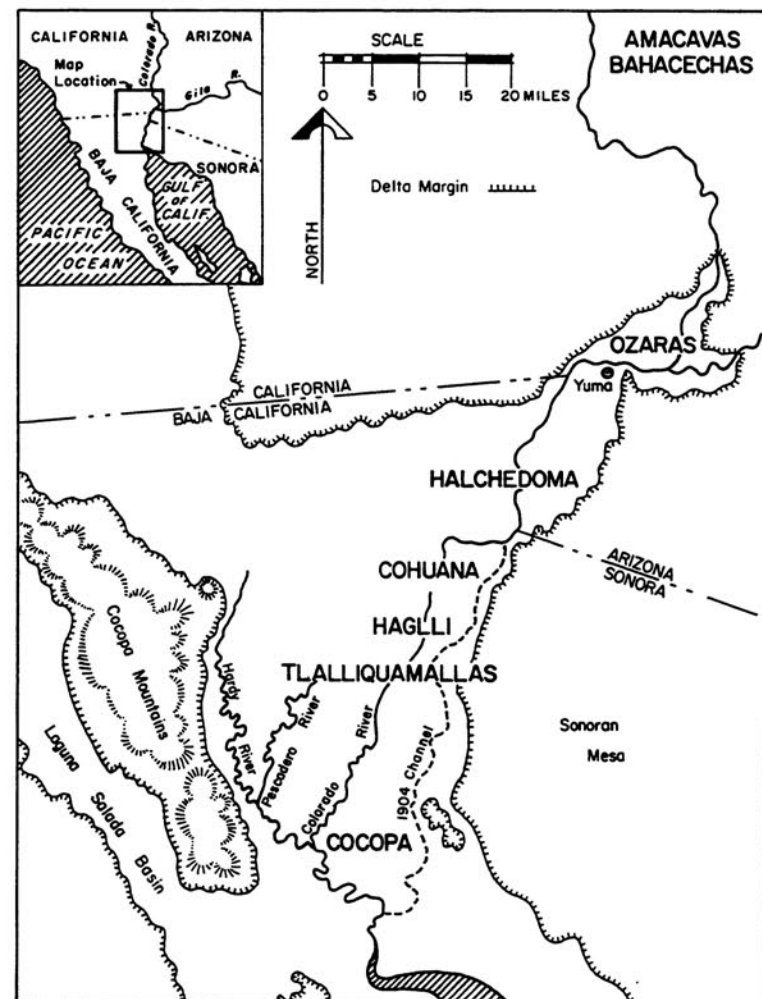 CALIFORNIA
ARIZONA
Colorado R.
Map
Location
Gila
R.
BAJA
CALIFORNIA
SONORA
GULF
OF
CALIF.
PACIFIC
OCEAN
SCALE
0 5 10 15 20 MILES
NORTH
Delta Margin
AMACAVAS
BAHACECHAS
OZARAS
Yuma
CALIFORNIA
BAJA CALIFORNIA
HALCHEDOMA
ARIZONA
SONORA
COHUANA
HAGLLI
TLALLIQUAMALLAS
Cocopa
Mountains
Hardy
River
Pescadero
River
Colorado
River
1904 Channel
Sonoran
Mesa
Laguna
Salada
Basin
COCOPA